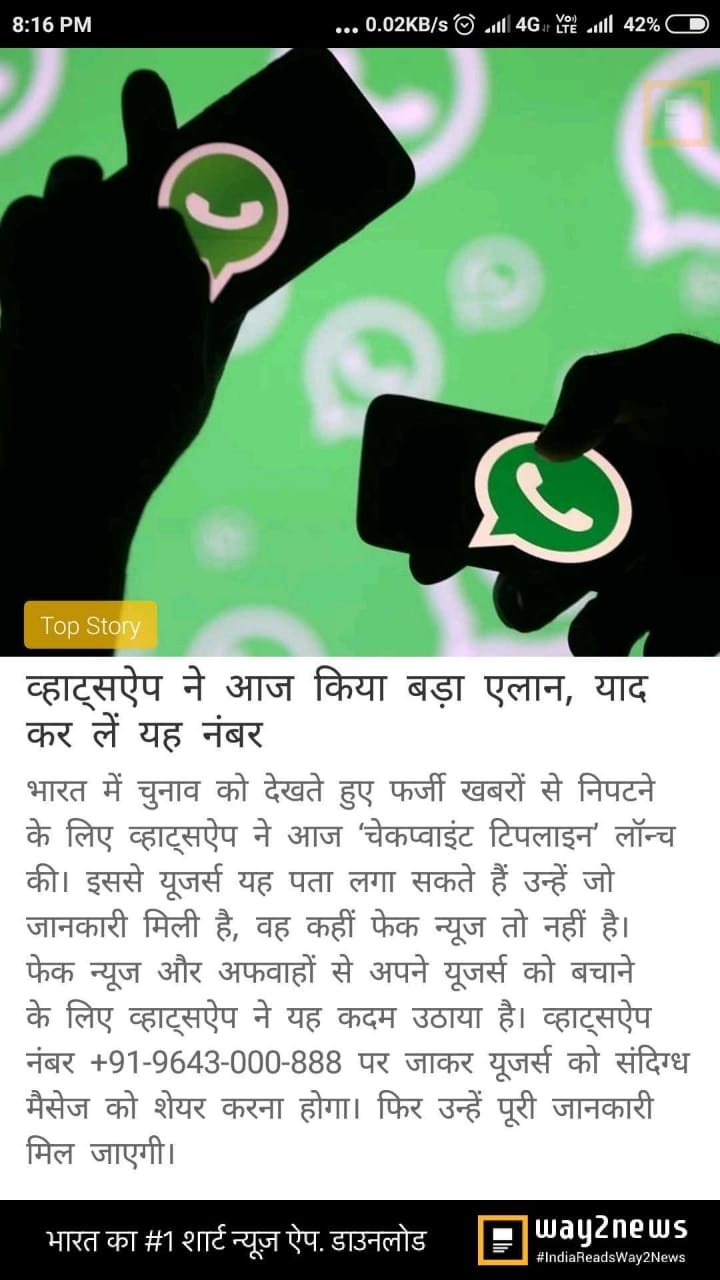 8:16 PM ... 0.02KB/s 4G VoLTE 42%
Top Story
व्हाट्सऐप ने आज किया बड़ा एलान, याद
कर लें यह नंबर
भारत में चुनाव को देखते हुए फर्जी खबरों से निपटने
के लिए व्हाट्सऐप ने आज ‘चेकप्वाइंट टिपलाइन’ लॉन्च
की। इससे यूजर्स यह पता लगा सकते हैं उन्हें जो
जानकारी मिली है, वह कहीं फेक न्यूज तो नहीं है।
फेक न्यूज और अफवाहों से अपने यूजर्स को बचाने
के लिए व्हाट्सऐप ने यह कदम उठाया है। व्हाट्सऐप
नंबर +91-9643-000-888 पर जाकर यूजर्स को संदिग्ध
मैसेज को शेयर करना होगा। फिर उन्हें पूरी जानकारी
मिल जाएगी।
भारत का #1 शार्ट न्यूज़ ऐप. डाउनलोड
way2news
#IndiaReadsWay2News